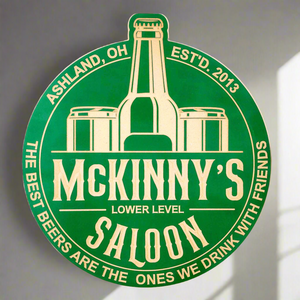 ASHLAND, OH
EST'D. 2013
McKINNY'S
LOWER LEVEL
SALOON
THE BEST BEERS ARE THE ONES WE DRINK WITH FRIENDS